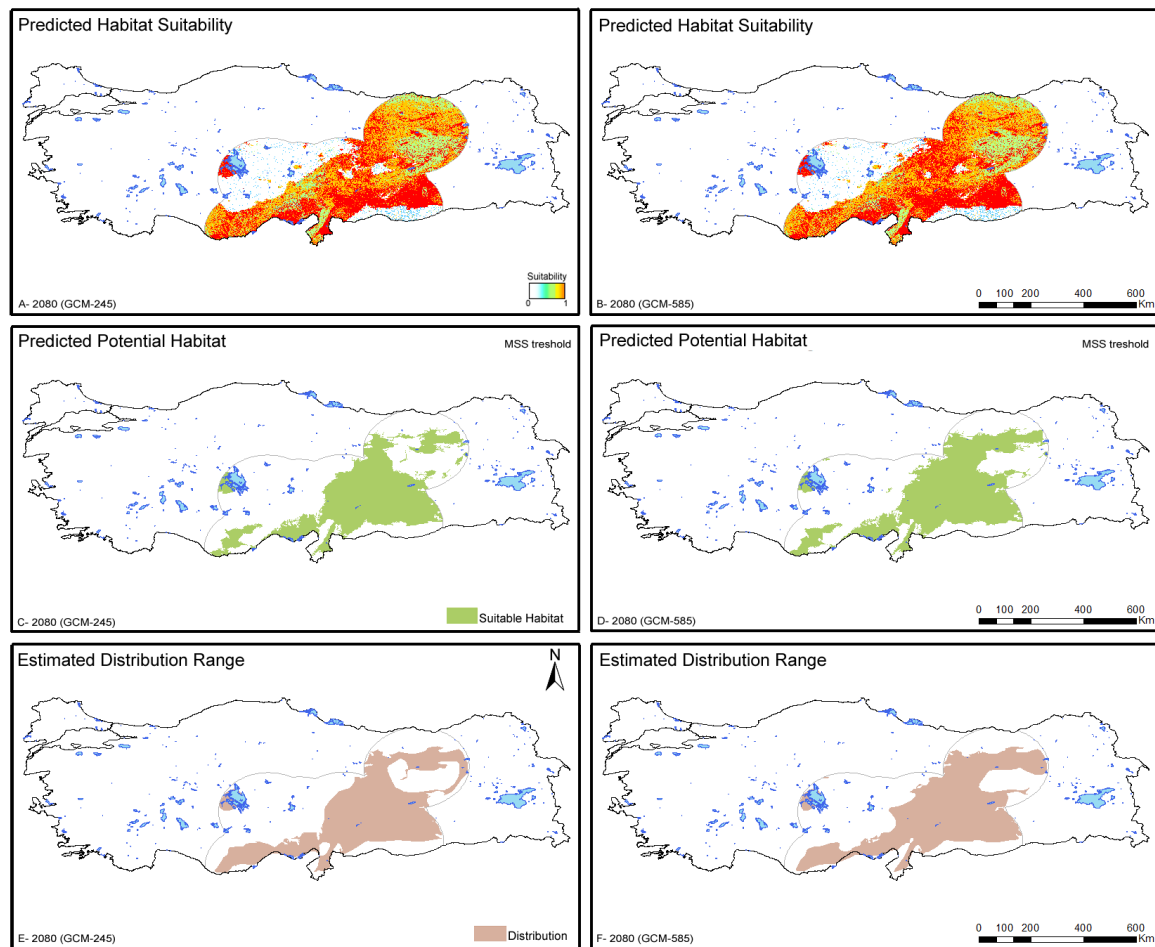 Predicted Habitat Suitability
Suitability
0 1
A- 2080 (GCM-245)
Predicted Habitat Suitability
0 100 200 400 600
Km
B- 2080 (GCM-585)
Predicted Potential Habitat
MSS treshold
Suitable Habitat
C- 2080 (GCM-245)
Predicted Potential Habitat
MSS treshold
0 100 200 400 600
Km
D- 2080 (GCM-585)
Estimated Distribution Range
N
Distribution
E- 2080 (GCM-245)
Estimated Distribution Range
0 100 200 400 600
Km
F- 2080 (GCM-585)